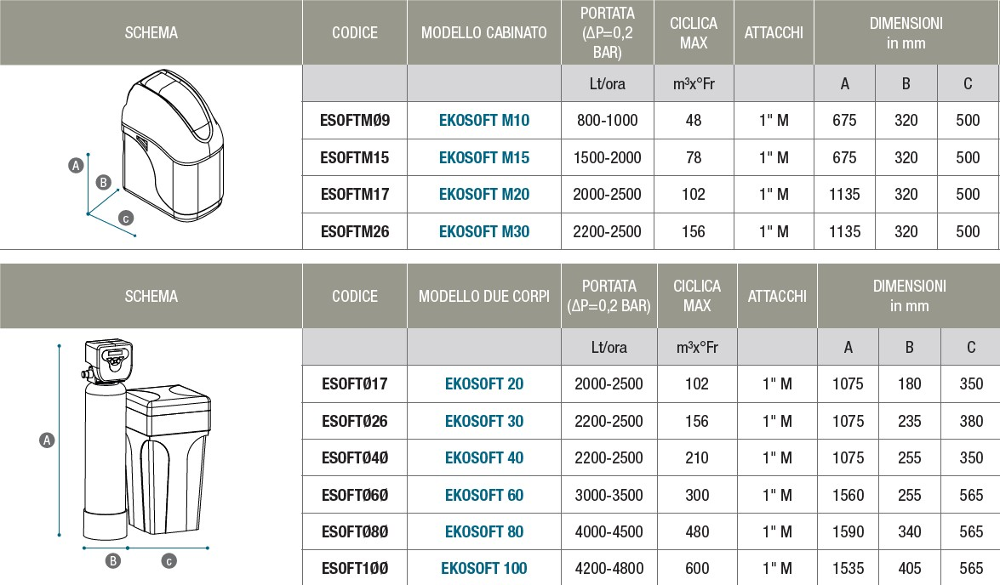 SCHEMA CODICE MODELLO CABINATO PORTATA (ΔP=0,2 BAR) CICLICA MAX ATTACCHI DIMENSIONI in mm
Lt/ora m³x°Fr A B C
ESOFTMØ9 EKOSOFT M10 800-1000 48 1" M 675 320 500
ESOFTM15 EKOSOFT M15 1500-2000 78 1" M 675 320 500
ESOFTM17 EKOSOFT M20 2000-2500 102 1" M 1135 320 500
ESOFTM26 EKOSOFT M30 2200-2500 156 1" M 1135 320 500
A
B
c
SCHEMA CODICE MODELLO DUE CORPI PORTATA (ΔP=0,2 BAR) CICLICA MAX ATTACCHI DIMENSIONI in mm
Lt/ora m³x°Fr A B C
ESOFTØ17 EKOSOFT 20 2000-2500 102 1" M 1075 180 350
ESOFTØ26 EKOSOFT 30 2200-2500 156 1" M 1075 235 380
ESOFTØ4Ø EKOSOFT 40 2200-2500 210 1" M 1075 255 350
ESOFTØ6Ø EKOSOFT 60 3000-3500 300 1" M 1560 255 565
ESOFTØ8Ø EKOSOFT 80 4000-4500 480 1" M 1590 340 565
ESOFT1ØØ EKOSOFT 100 4200-4800 600 1" M 1535 405 565
A
B c